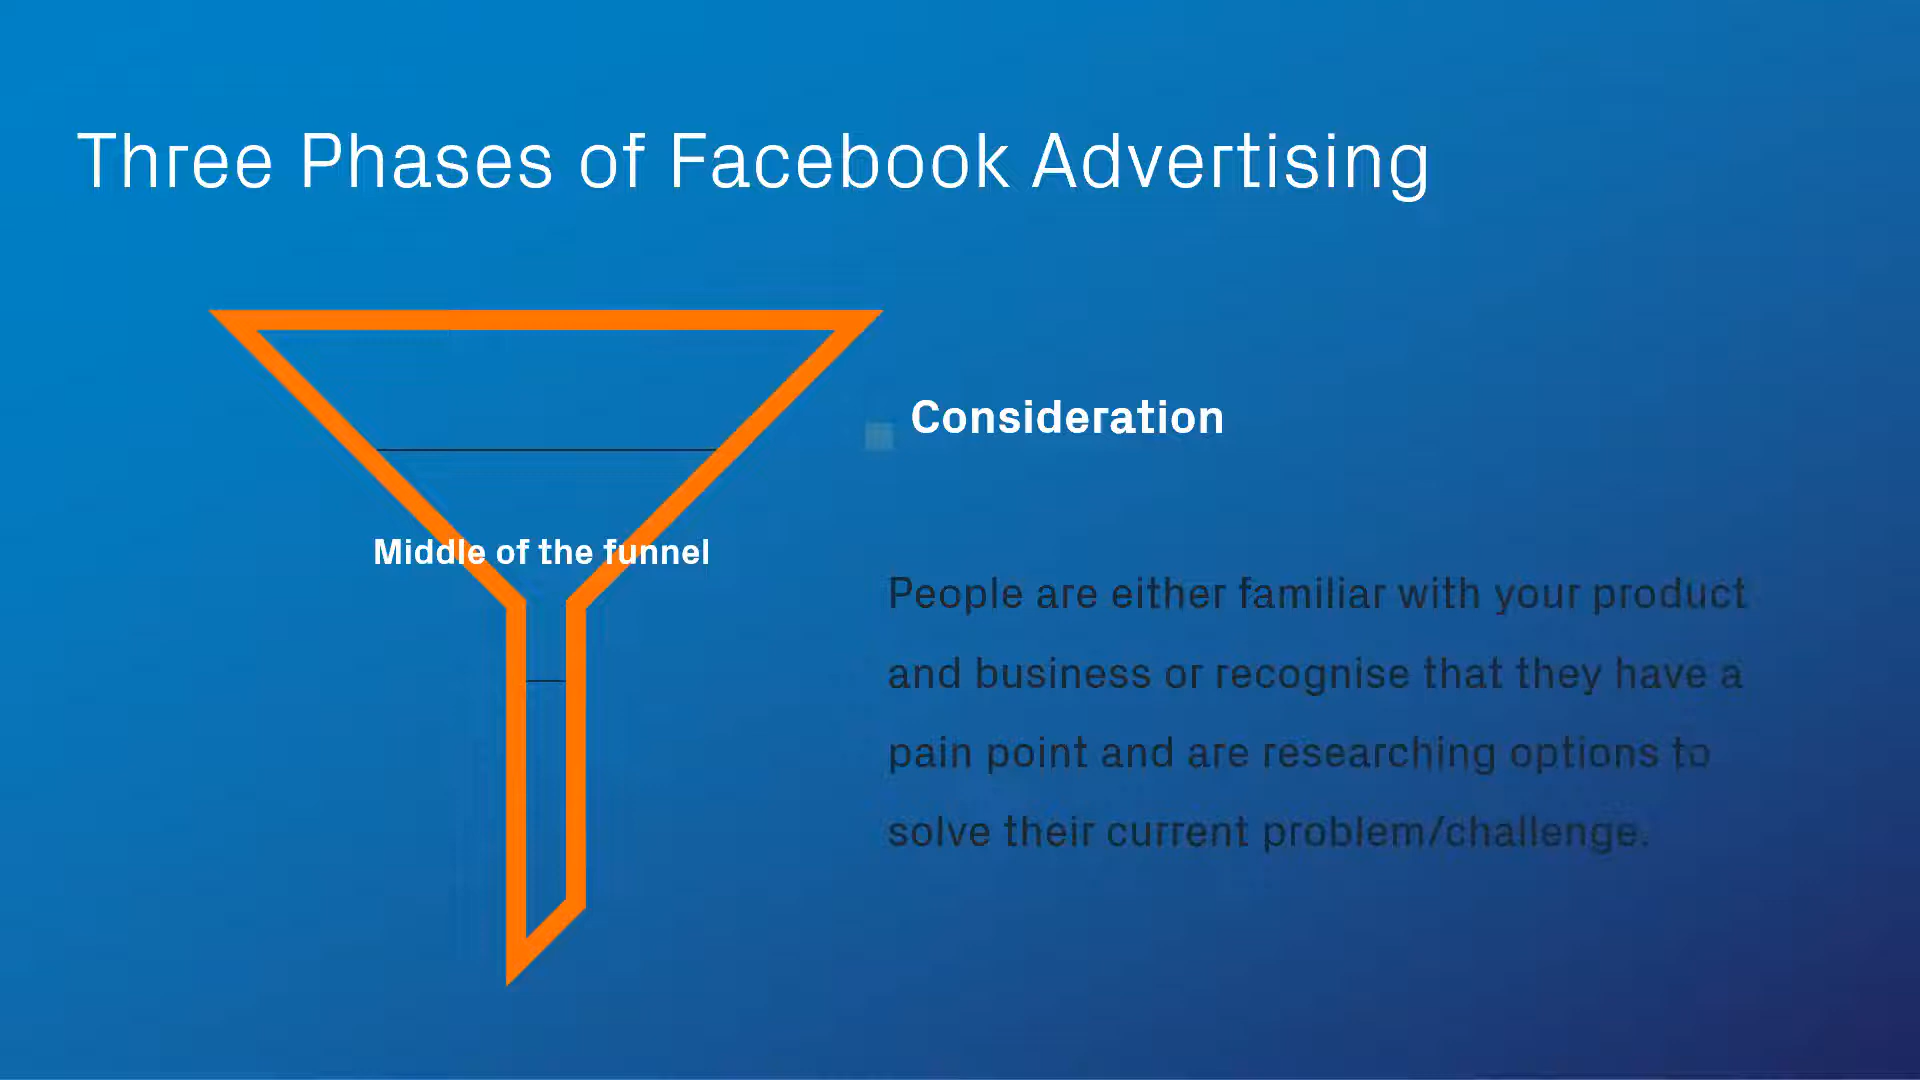 Three Phases of Facebook Advertising
Consideration
Middle of the funnel
People are either familiar with your product
and business or recognise that they have a
pain point and are researching options to
solve their current problem/challenge.